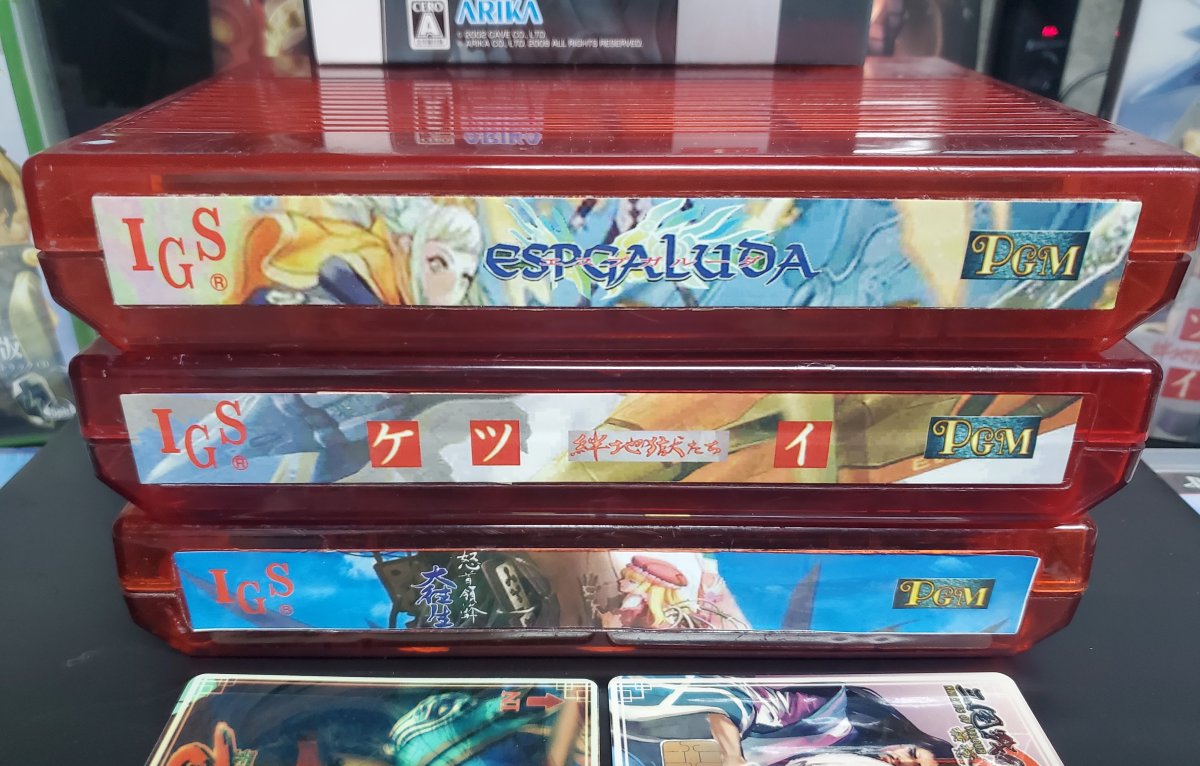 CERO
A
ARIKA
© 2002 CAVE CO., LTD.
© ARIKA CO., LTD. 2008 ALL RIGHTS RESERVED.
IGS®
ESPGALUDA
エスプガルーダ
PGM
IGS®
ケツイ
絆地獄たち
PGM
IGS®
怒首領蜂
大往生
PGM
IN